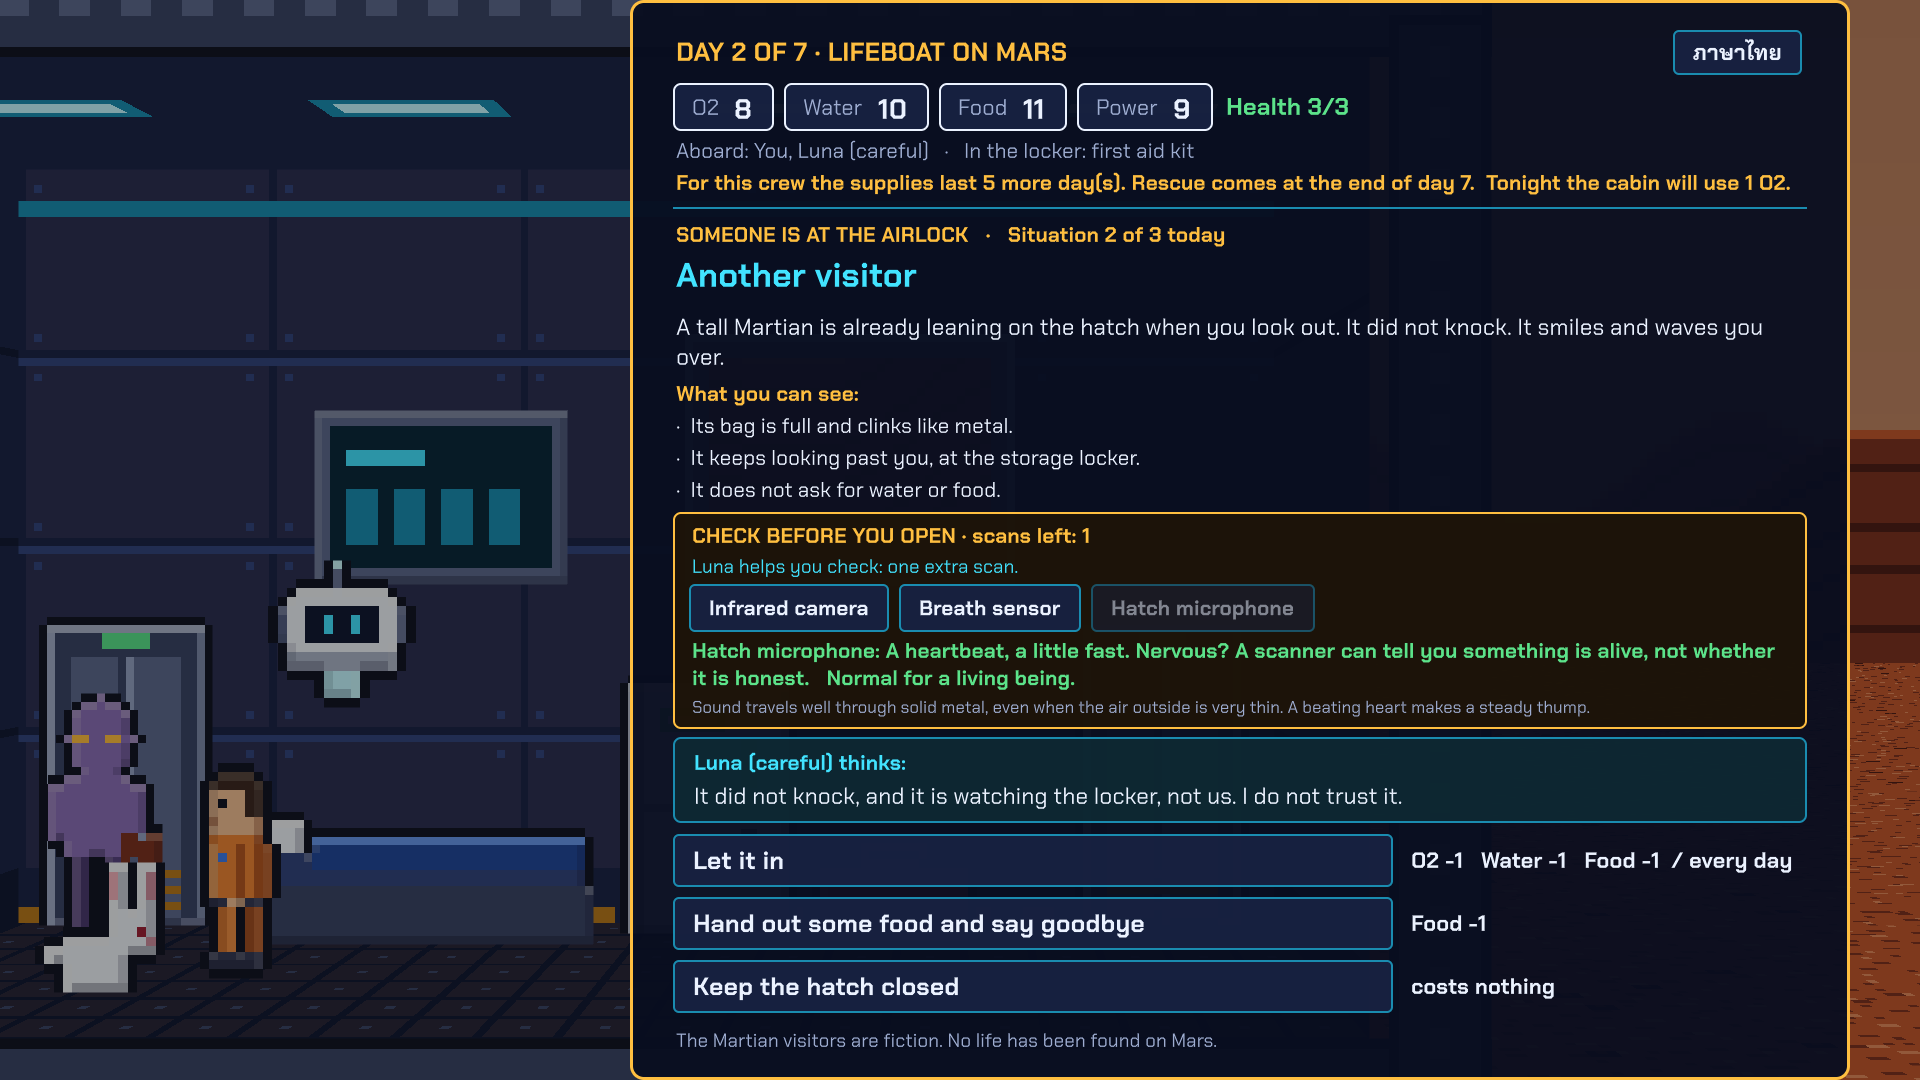 DAY 2 OF 7 · LIFEBOAT ON MARS
ภาษาไทย
O2 8 Water 10 Food 11 Power 9 Health 3/3
Aboard: You, Luna (careful) · In the locker: first aid kit
For this crew the supplies last 5 more day(s). Rescue comes at the end of day 7. Tonight the cabin will use 1 O2.
SOMEONE IS AT THE AIRLOCK · Situation 2 of 3 today
Another visitor
A tall Martian is already leaning on the hatch when you look out. It did not knock. It smiles and waves you
over.
What you can see:
· Its bag is full and clinks like metal.
· It keeps looking past you, at the storage locker.
· It does not ask for water or food.
CHECK BEFORE YOU OPEN · scans left: 1
Luna helps you check: one extra scan.
Infrared camera Breath sensor Hatch microphone
Hatch microphone: A heartbeat, a little fast. Nervous? A scanner can tell you something is alive, not whether
it is honest. Normal for a living being.
Sound travels well through solid metal, even when the air outside is very thin. A beating heart makes a steady thump.
Luna (careful) thinks:
It did not knock, and it is watching the locker, not us. I do not trust it.
Let it in O2 -1 Water -1 Food -1 / every day
Hand out some food and say goodbye Food -1
Keep the hatch closed costs nothing
The Martian visitors are fiction. No life has been found on Mars.